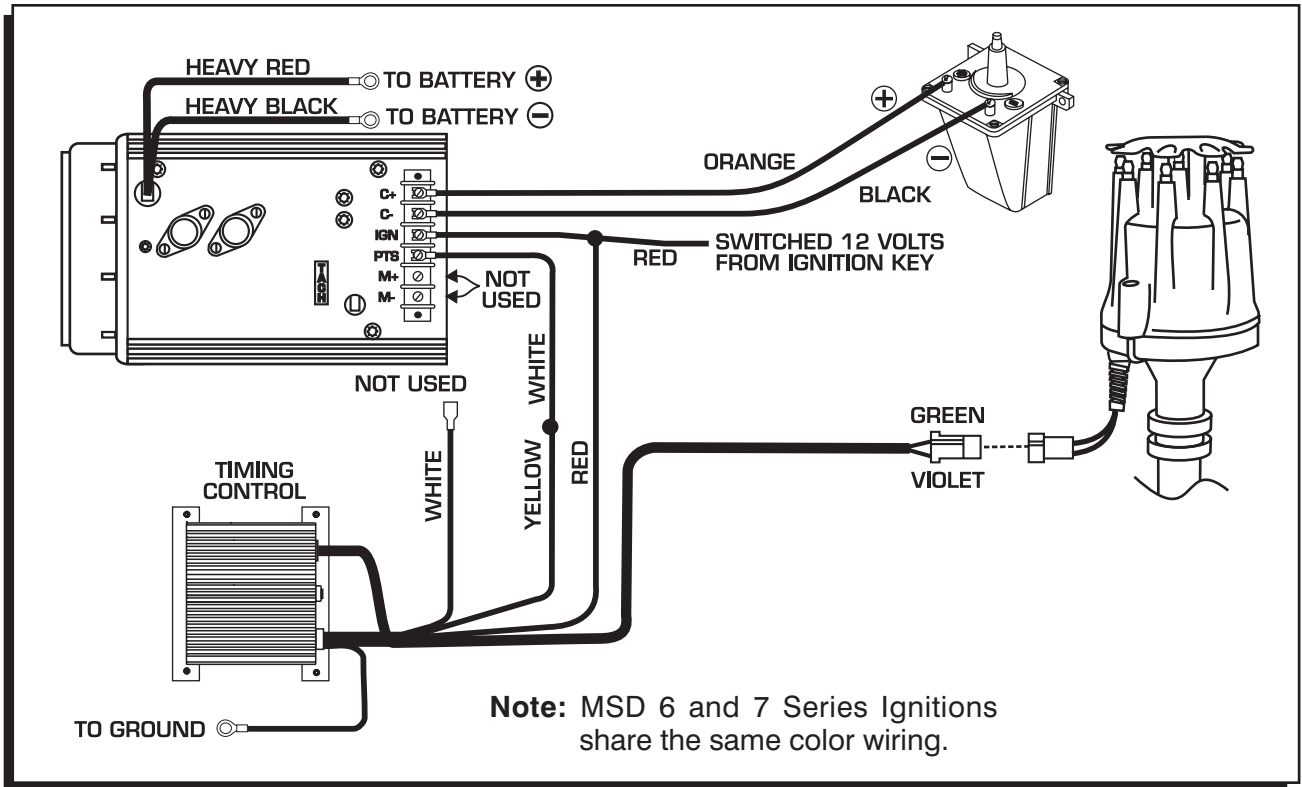 HEAVY RED
TO BATTERY +
HEAVY BLACK
TO BATTERY −
+
−
ORANGE
BLACK
C+
C-
IGN
PTS
M+
M-
TACH
RED
SWITCHED 12 VOLTS
FROM IGNITION KEY
NOT
USED
NOT USED
WHITE
WHITE
YELLOW
RED
GREEN
VIOLET
TIMING
CONTROL
TO GROUND
Note: MSD 6 and 7 Series Ignitions
share the same color wiring.